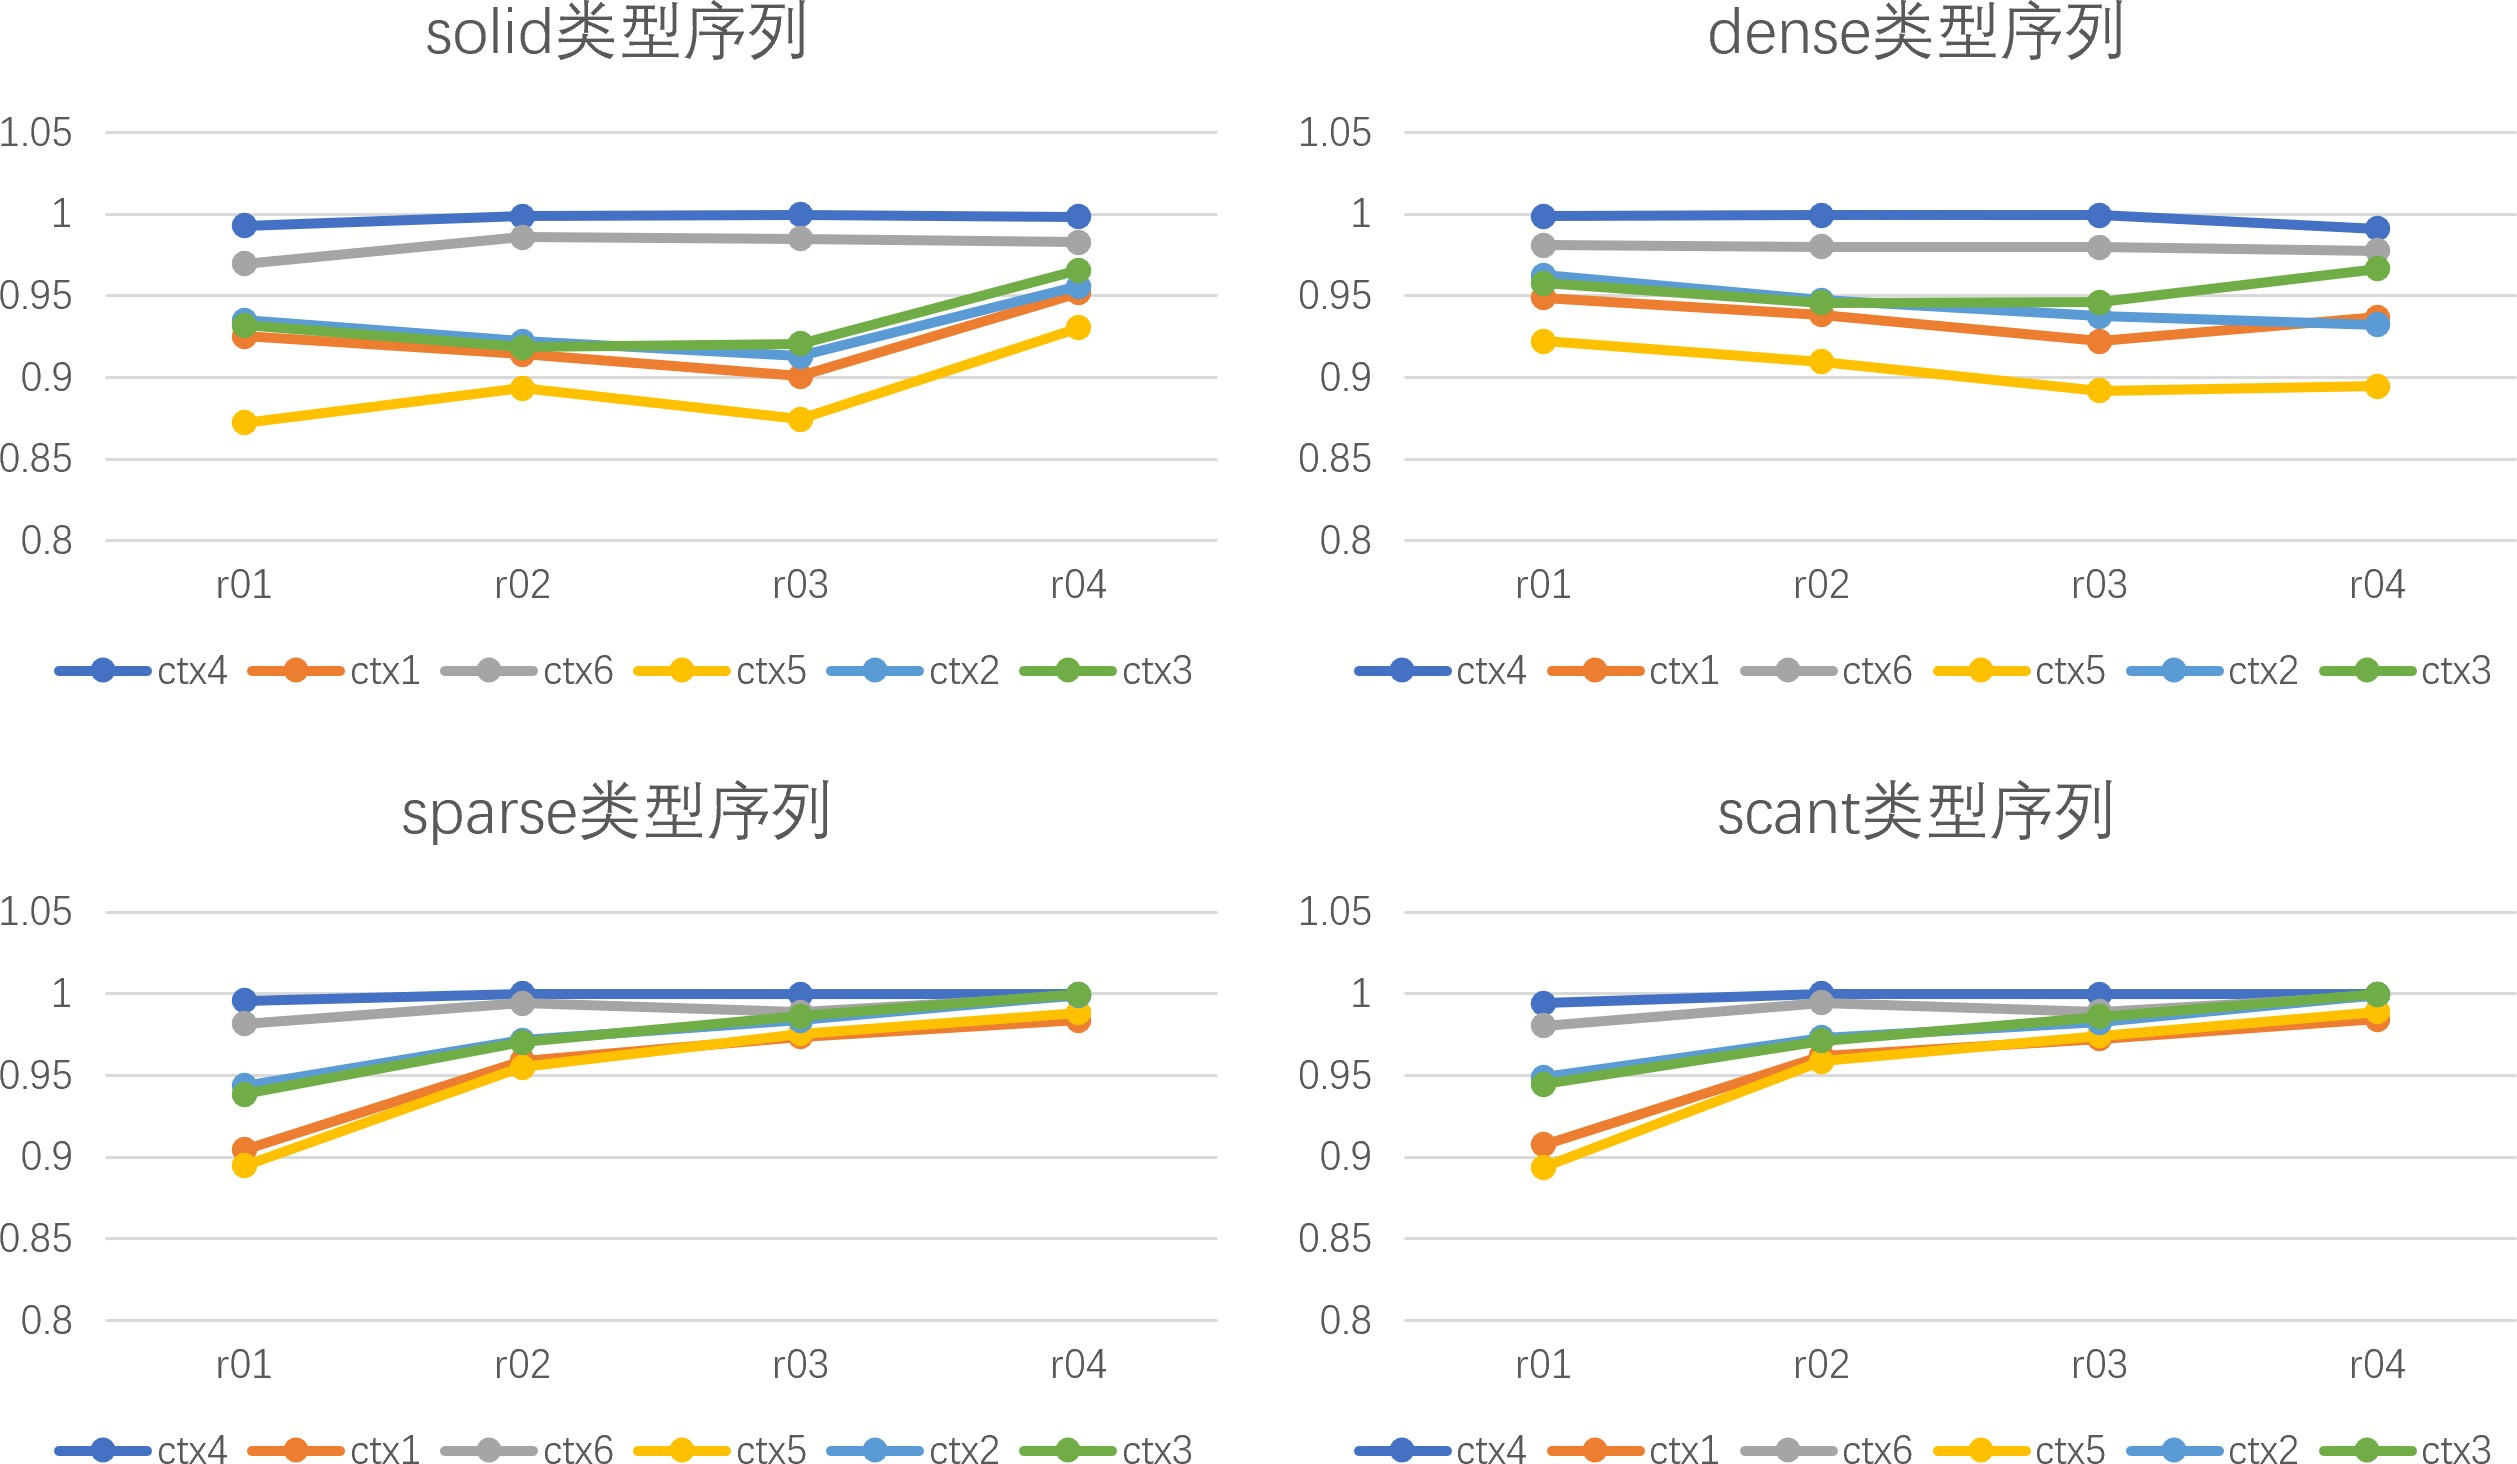 solid类型序列
1.05
1
0.95
0.9
0.85
0.8
r01 r02 r03 r04
ctx4 ctx1 ctx6 ctx5 ctx2 ctx3
dense类型序列
1.05
1
0.95
0.9
0.85
0.8
r01 r02 r03 r04
ctx4 ctx1 ctx6 ctx5 ctx2 ctx3
sparse类型序列
1.05
1
0.95
0.9
0.85
0.8
r01 r02 r03 r04
ctx4 ctx1 ctx6 ctx5 ctx2 ctx3
scant类型序列
1.05
1
0.95
0.9
0.85
0.8
r01 r02 r03 r04
ctx4 ctx1 ctx6 ctx5 ctx2 ctx3